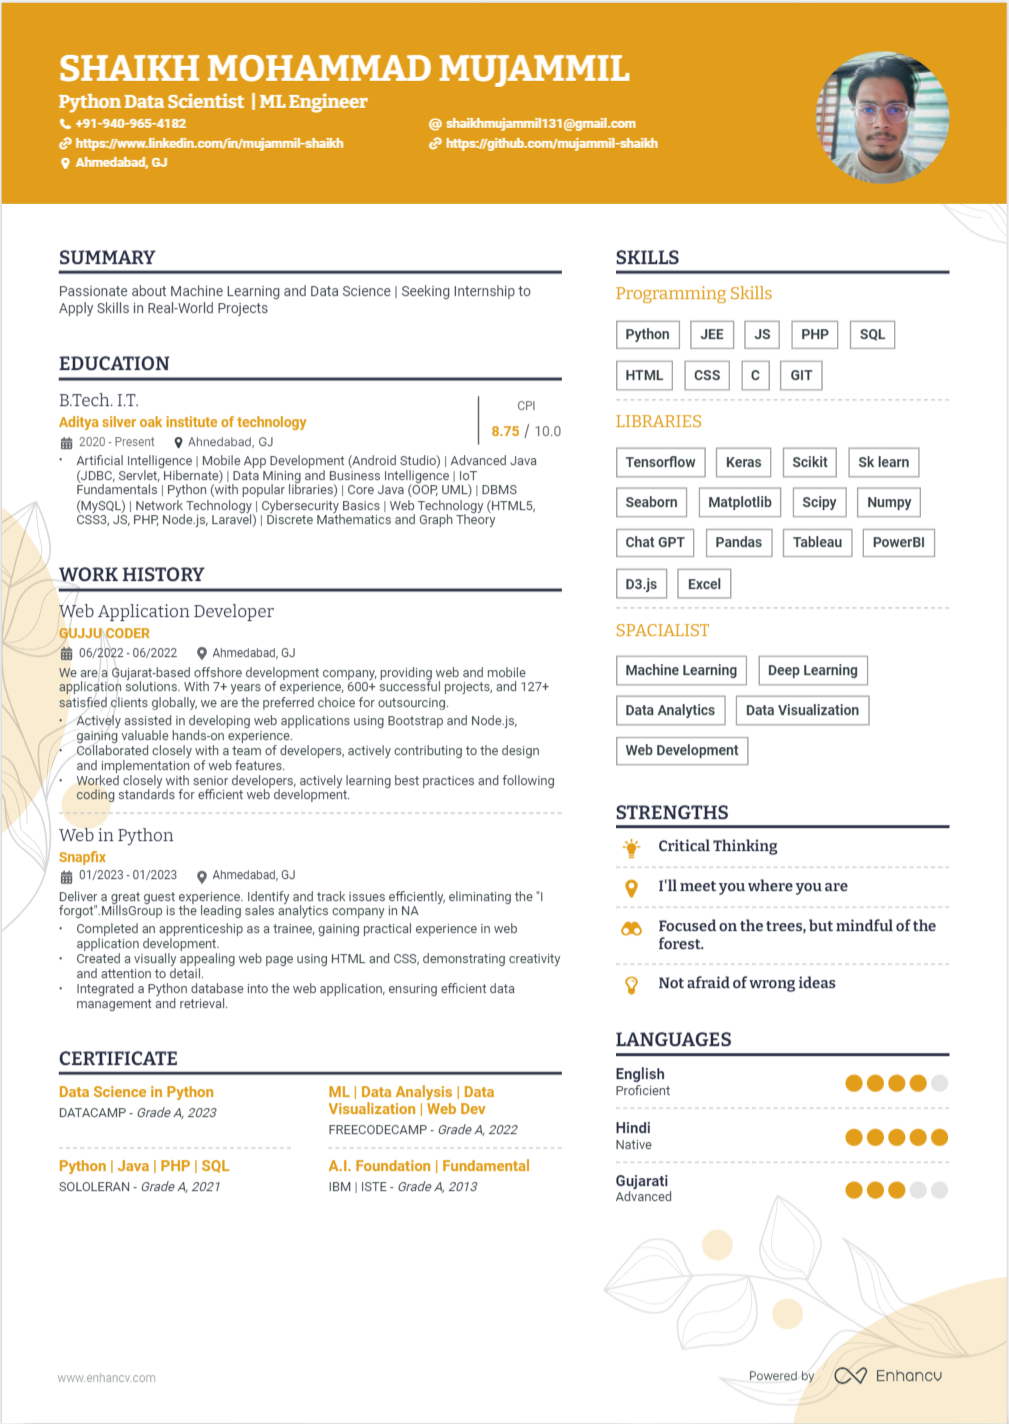 SHAIKH MOHAMMAD MUJAMMIL
Python Data Scientist | ML Engineer
+91-940-965-4182
@ shaikhmujammil131@gmail.com
https://www.linkedin.com/in/mujammil-shaikh
https://github.com/mujammil-shaikh
Ahmedabad, GJ
SUMMARY
Passionate about Machine Learning and Data Science | Seeking Internship to
Apply Skills in Real-World Projects
EDUCATION
B.Tech. I.T.
Aditya silver oak institute of technology
2020 - Present Ahnedabad, GJ
CPI
8.75 / 10.0
• Artificial Intelligence | Mobile App Development (Android Studio) | Advanced Java
(JDBC, Servlet, Hibernate) | Data Mining and Business Intelligence | IoT
Fundamentals | Python (with popular libraries) | Core Java (OOP, UML) | DBMS
(MySQL) | Network Technology | Cybersecurity Basics | Web Technology (HTML5,
CSS3, JS, PHP, Node.js, Laravel) | Discrete Mathematics and Graph Theory
WORK HISTORY
Web Application Developer
GUJJU CODER
06/2022 - 06/2022 Ahmedabad, GJ
We are a Gujarat-based offshore development company, providing web and mobile
application solutions. With 7+ years of experience, 600+ successful projects, and 127+
satisfied clients globally, we are the preferred choice for outsourcing.
• Actively assisted in developing web applications using Bootstrap and Node.js,
gaining valuable hands-on experience.
• Collaborated closely with a team of developers, actively contributing to the design
and implementation of web features.
• Worked closely with senior developers, actively learning best practices and following
coding standards for efficient web development.
Web in Python
Snapfix
01/2023 - 01/2023 Ahmedabad, GJ
Deliver a great guest experience. Identify and track issues efficiently, eliminating the "I
forgot".MillsGroup is the leading sales analytics company in NA
• Completed an apprenticeship as a trainee, gaining practical experience in web
application development.
• Created a visually appealing web page using HTML and CSS, demonstrating creativity
and attention to detail.
• Integrated a Python database into the web application, ensuring efficient data
management and retrieval.
CERTIFICATE
Data Science in Python
DATACAMP - Grade A, 2023
ML | Data Analysis | Data
Visualization | Web Dev
FREECODECAMP - Grade A, 2022
Python | Java | PHP | SQL
SOLOLERAN - Grade A, 2021
A.I. Foundation | Fundamental
IBM | ISTE - Grade A, 2013
SKILLS
Programming Skills
Python JEE JS PHP SQL
HTML CSS C GIT
LIBRARIES
Tensorflow Keras Scikit Sk learn
Seaborn Matplotlib Scipy Numpy
Chat GPT Pandas Tableau PowerBI
D3.js Excel
SPACIALIST
Machine Learning Deep Learning
Data Analytics Data Visualization
Web Development
STRENGTHS
Critical Thinking
I'll meet you where you are
Focused on the trees, but mindful of the
forest.
Not afraid of wrong ideas
LANGUAGES
English
Proficient
Hindi
Native
Gujarati
Advanced
www.enhancv.com
Powered by Enhancv